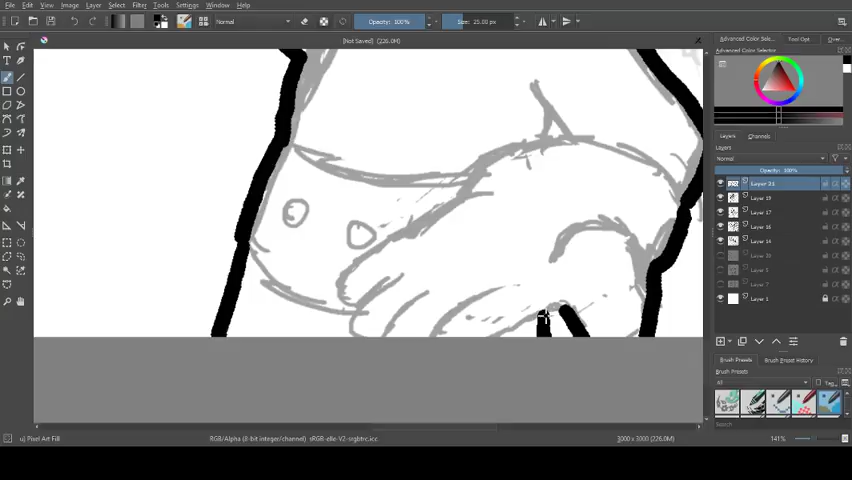 File Edit View Image Layer Select Filter Tools Settings Window Help
Normal Opacity: 100% Size: 25.00 px
[Not Saved] (226.0M)
Advanced Color Selec... Tool Opt... Over...
Advanced Color Selector
Layers Channels
Layers
Normal
Opacity: 100%
Layer 21
Layer 19
Layer 17
Layer 16
Layer 14
Layer 7
Layer 1
Brush Presets Brush Preset History
Brush Presets
All Tag...
Search
u) Pixel Art Fill RGB/Alpha (8-bit integer/channel) sRGB-elle-V2-srgbtrc.icc 3000 x 3000 (226.0M) 141%